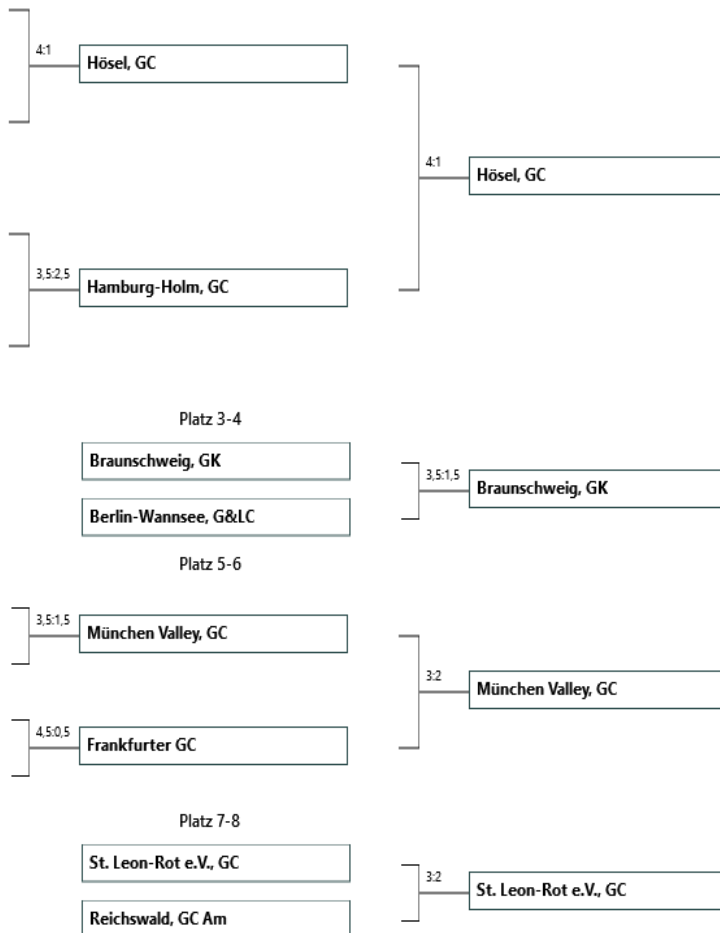 4:1
Hösel, GC
4:1
Hösel, GC
3,5:2,5
Hamburg-Holm, GC
Platz 3-4
Braunschweig, GK
3,5:1,5
Braunschweig, GK
Berlin-Wannsee, G&LC
Platz 5-6
3,5:1,5
München Valley, GC
3:2
München Valley, GC
4,5:0,5
Frankfurter GC
Platz 7-8
St. Leon-Rot e.V., GC
3:2
St. Leon-Rot e.V., GC
Reichswald, GC Am